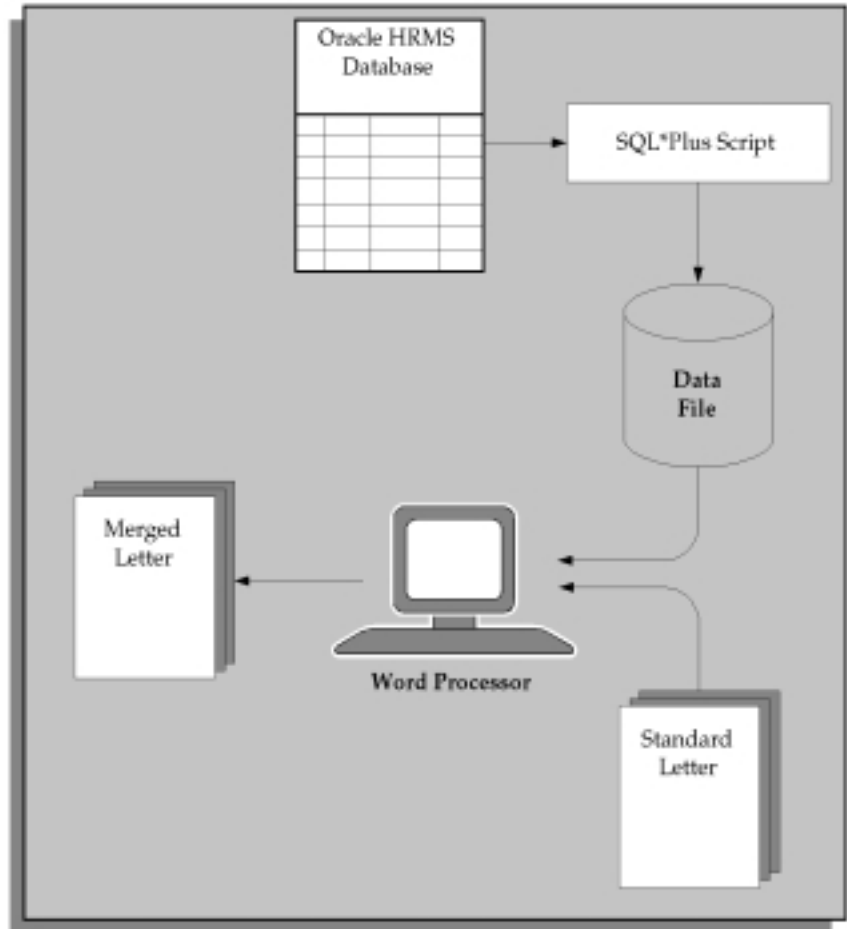 Oracle HRMS
Database
SQL*Plus Script
Data
File
Merged
Letter
Word Processor
Standard
Letter